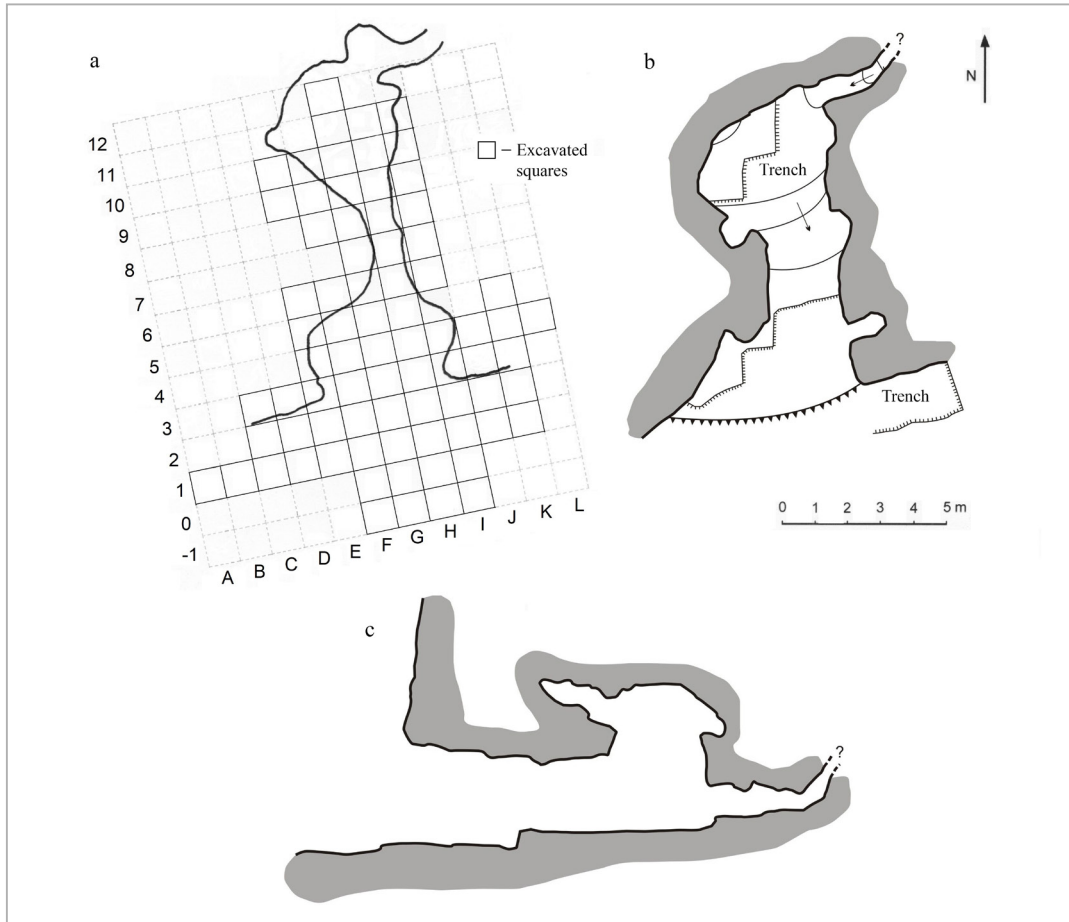 a
12
11
10
9
8
7
6
5
4
3
2
1
0
-1
A
B
C
D
E
F
G
H
I
J
K
L
– Excavated
squares
b
?
N
Trench
Trench
0 1 2 3 4 5 m
c
?